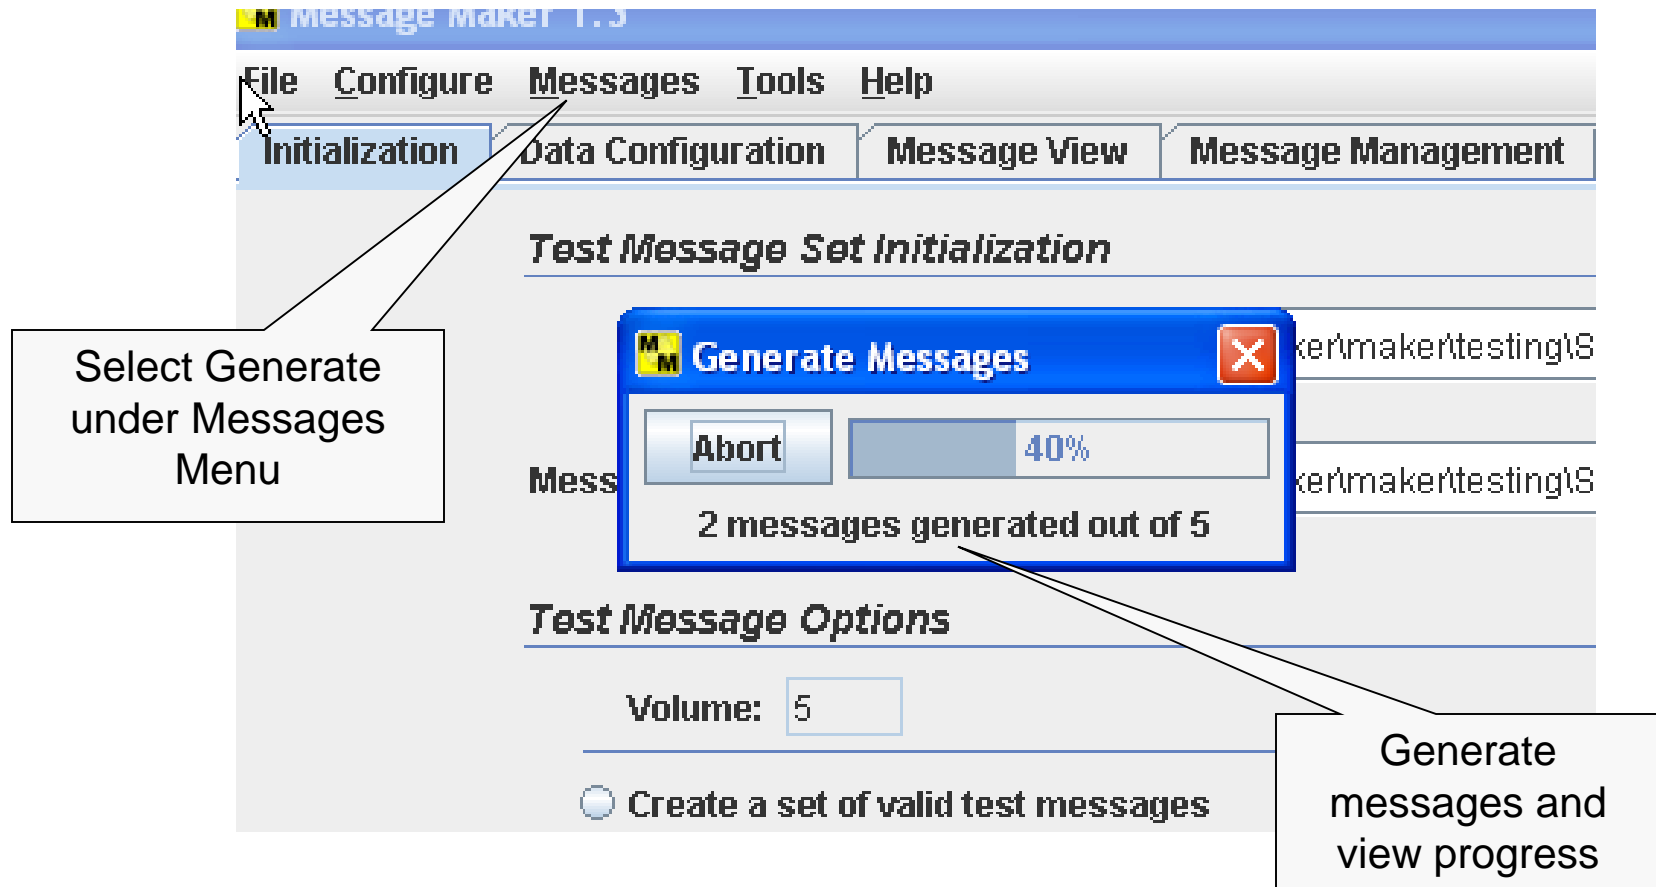 Message Maker 1.3
File Configure Messages Tools Help
Initialization Data Configuration Message View Message Management
Test Message Set Initialization
Select Generate
under Messages
Menu
MM Generate Messages
ker\maker\testing\S
Abort 40%
Mess
ker\maker\testing\S
2 messages generated out of 5
Test Message Options
Volume: 5
Create a set of valid test messages
Generate
messages and
view progress